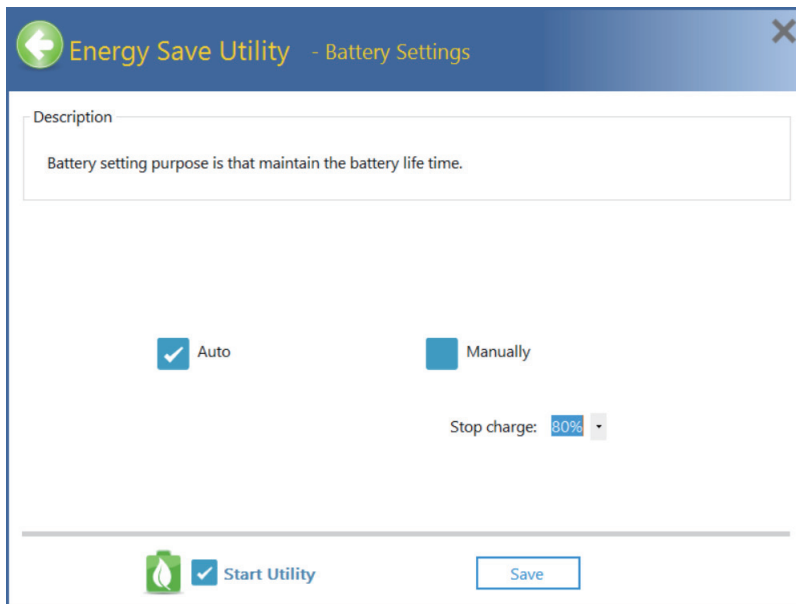 Energy Save Utility - Battery Settings
Description
Battery setting purpose is that maintain the battery life time.
Auto Manually
Stop charge: 80%
Start Utility Save